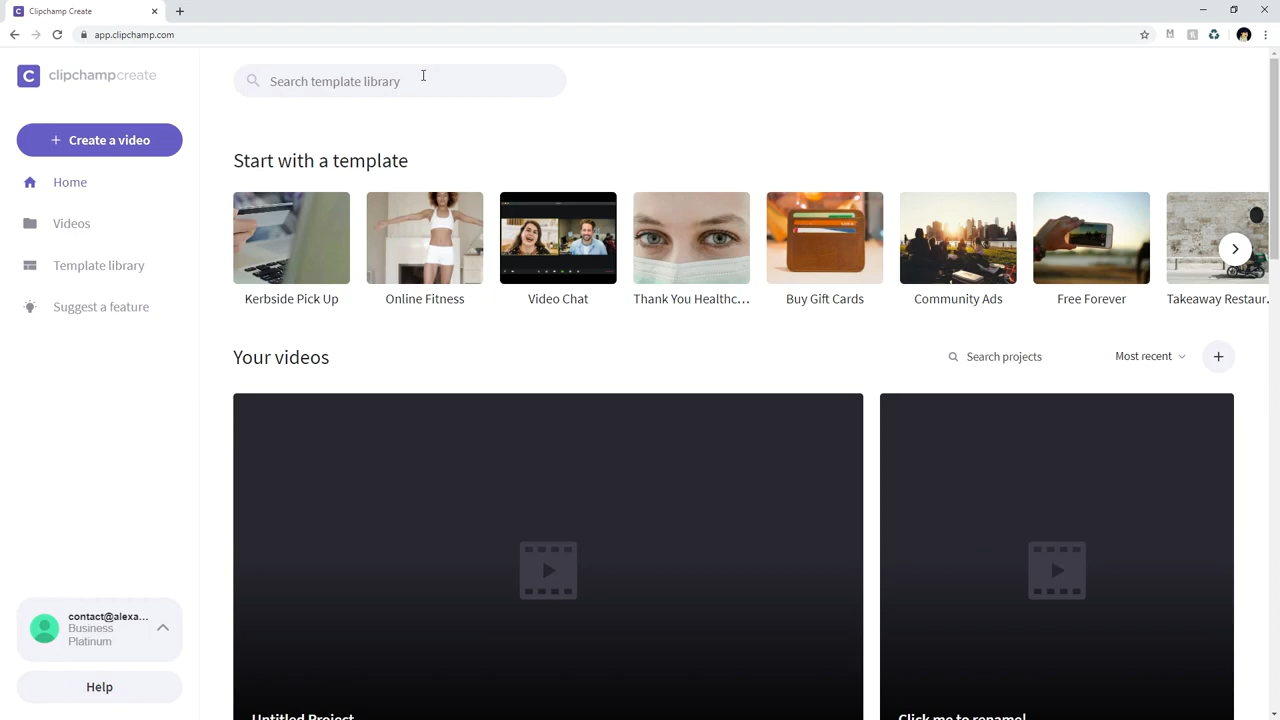 Clipchamp Create
app.clipchamp.com
clipchampcreate
Search template library
+ Create a video
Home
Videos
Template library
Suggest a feature
Start with a template
Kerbside Pick Up
Online Fitness
Video Chat
Thank You Healthc...
Buy Gift Cards
Community Ads
Free Forever
Takeaway Restaur...
Your videos
Search projects
Most recent
Untitled Project
Click me to rename!
contact@alexa...
Business
Platinum
Help